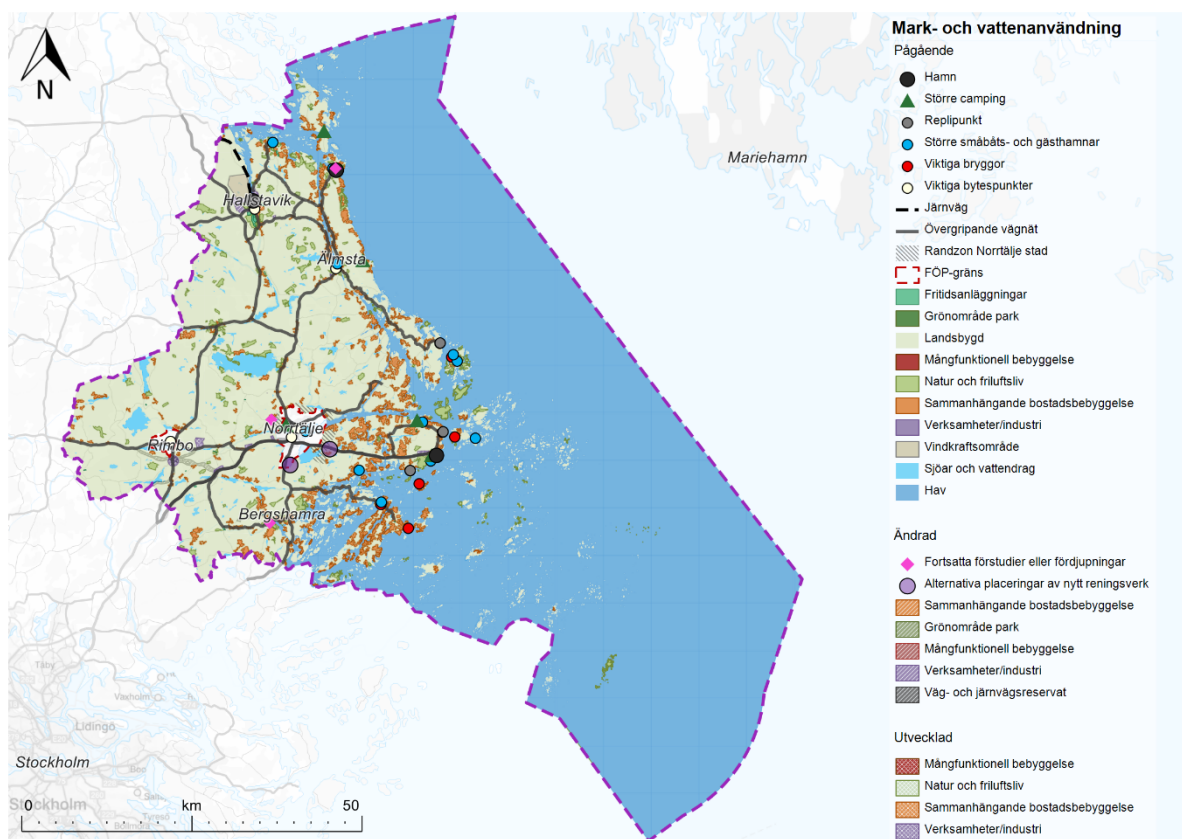 N
Mariehamn
Hallstavik
Älmsta
Norrtälje
Rimbo
Bergshamra
Täby
Vaxholm
Lidingö
Stockholm
Stockholm
0 km 50
Mark- och vattenanvändning
Pågående
Hamn
Större camping
Replipunkt
Större småbåts- och gästhamnar
Viktiga bryggor
Viktiga bytespunkter
Järnväg
Övergripande vägnät
Randzon Norrtälje stad
FÖP-gräns
Fritidsanläggningar
Grönområde park
Landsbygd
Mångfunktionell bebyggelse
Natur och friluftsliv
Sammanhängande bostadsbebyggelse
Verksamheter/industri
Vindkraftsområde
Sjöar och vattendrag
Hav
Ändrad
Fortsatta förstudier eller fördjupningar
Alternativa placeringar av nytt reningsverk
Sammanhängande bostadsbebyggelse
Grönområde park
Mångfunktionell bebyggelse
Verksamheter/industri
Väg- och järnvägsreservat
Utvecklad
Mångfunktionell bebyggelse
Natur och friluftsliv
Sammanhängande bostadsbebyggelse
Verksamheter/industri